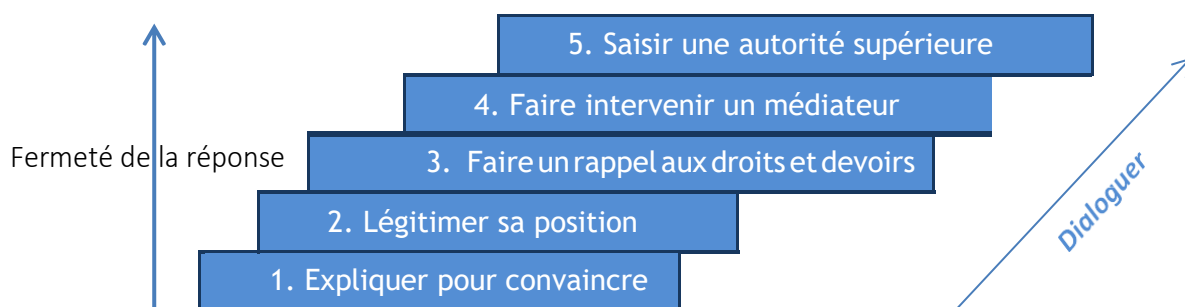 5. Saisir une autorité supérieure
4. Faire intervenir un médiateur
Fermeté de la réponse
3. Faire un rappel aux droits et devoirs
2. Légitimer sa position
1. Expliquer pour convaincre
Dialoguer